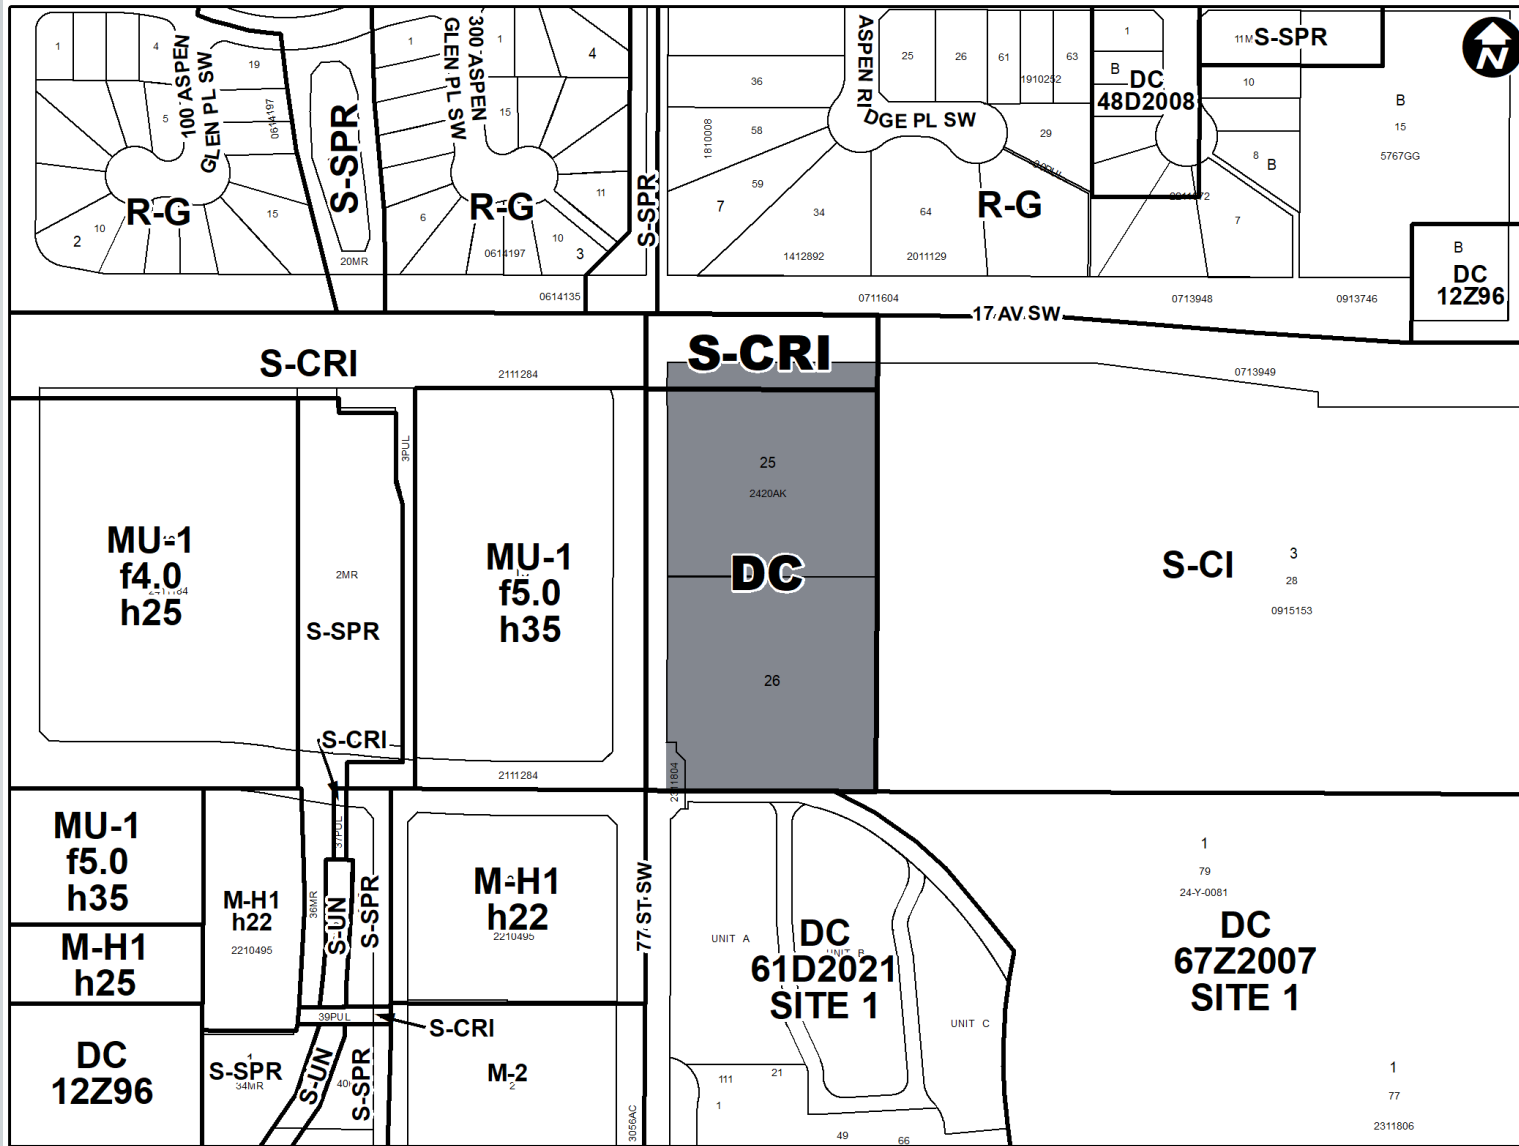 1
4
19
5
10
2
15
100 ASPEN
GLEN PL SW
0614197
R-G
S-SPR
20MR
1
1
4
300 ASPEN
GLEN PL SW
15
11
6
10
3
0614197
R-G
0614135
S-SPR
36
1810008
58
59
7
34
64
1412892
2011129
ASPEN RIDGE PL SW
25
26
61
63
1910252
29
R-G
1
B
DC
48D2008
S-SPR
10
8
B
7
B
15
5767GG
B
DC
12Z96
N
0711604
17 AV SW
0713948
0913746
S-CRI
2111284
S-CRI
0713949
MU-1
f4.0
h25
2MR
S-SPR
3PUL
MU-1
f5.0
h35
25
2420AK
DC
26
S-CI
3
28
0915153
S-CRI
2111284
2311804
MU-1
f5.0
h35
M-H1
h25
DC
12Z96
M-H1
h22
2210495
36MR
37PUL
S-UN
S-SPR
M-H1
h22
2210495
77 ST SW
39PUL
S-CRI
1
S-SPR
34MR
S-UN
S-SPR
M-2
2
3056AC
UNIT A
UNIT B
UNIT C
DC
61D2021
SITE 1
111
21
1
49
66
1
79
24-Y-0081
DC
67Z2007
SITE 1
1
77
2311806